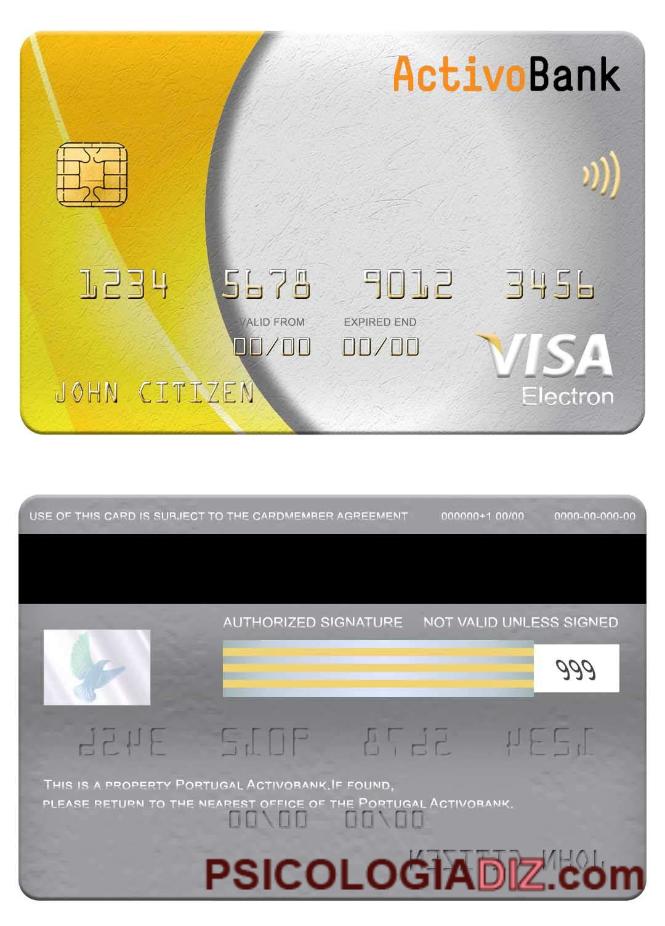 ActivoBank
1234 5678 9012 3456
VALID FROM EXPIRED END
00/00 00/00
VISA
JOHN CITIZEN
Electron
USE OF THIS CARD IS SUBJECT TO THE CARDMEMBER AGREEMENT 000000+1 00/00 0000-00-000-00
AUTHORIZED SIGNATURE NOT VALID UNLESS SIGNED
999
THIS IS A PROPERTY PORTUGAL ACTIVOBANK.IF FOUND,
PLEASE RETURN TO THE NEAREST OFFICE OF THE PORTUGAL ACTIVOBANK.
PSICOLOGIADIZ.com